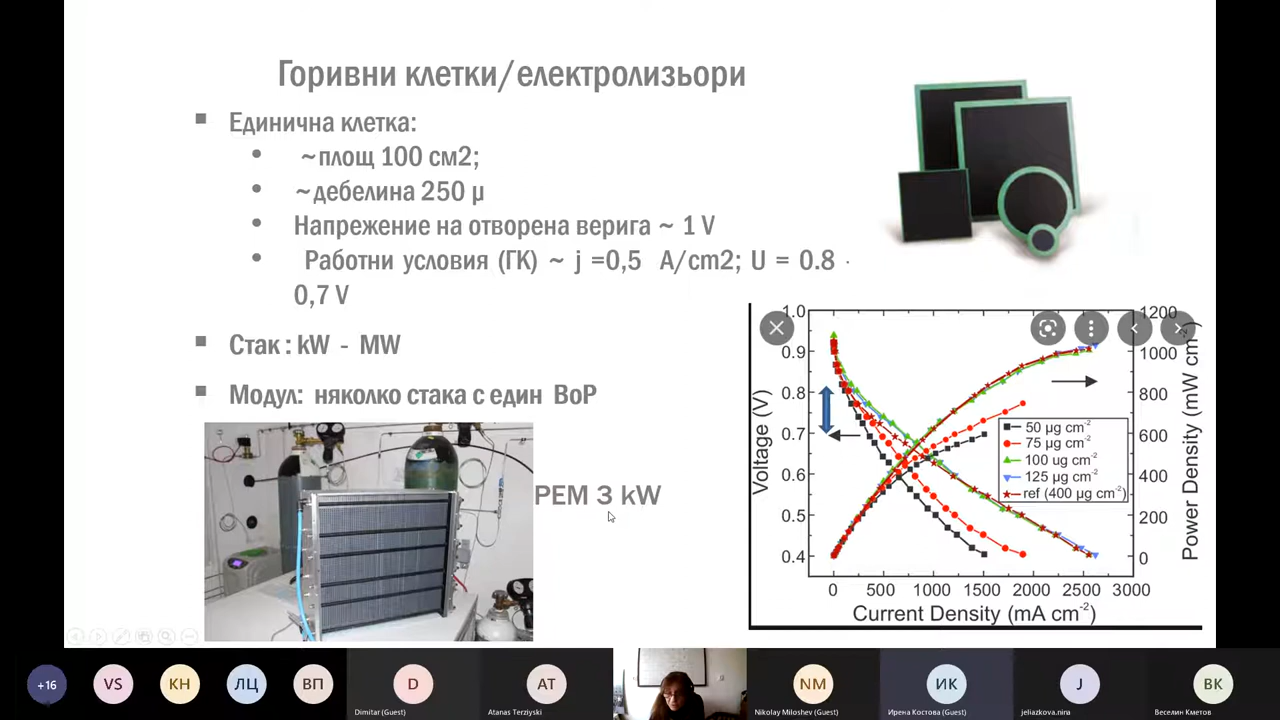 Горивни клетки/електролизьори
Единична клетка:
~площ 100 см2;
~дебелина 250 μ
Напрежение на отворена верига ~ 1 V
Работни условия (ГК) ~ j =0,5 A/cm2; U = 0.8 -
0,7 V
Стак : kW - MW
Модул: няколко стака с един BoP
PEM 3 kW
1.0
0.9
0.8
0.7
0.6
0.5
0.4
Voltage (V)
1200
1000
800
600
400
200
0
Power Density (mW cm-2)
50 µg cm-2
75 µg cm-2
100 ug cm-2
125 µg cm-2
ref (400 µg cm-2)
0 500 1000 1500 2000 2500 3000
Current Density (mA cm-2)
+16
VS
КН
ЛЦ
ВП
D
Dimitar (Guest)
AT
Atanas Terziyski
NM
Nikolay Miloshev (Guest)
ИК
Ирена Костова (Guest)
J
jeliazkova.nina
ВК
Веселин Кметов